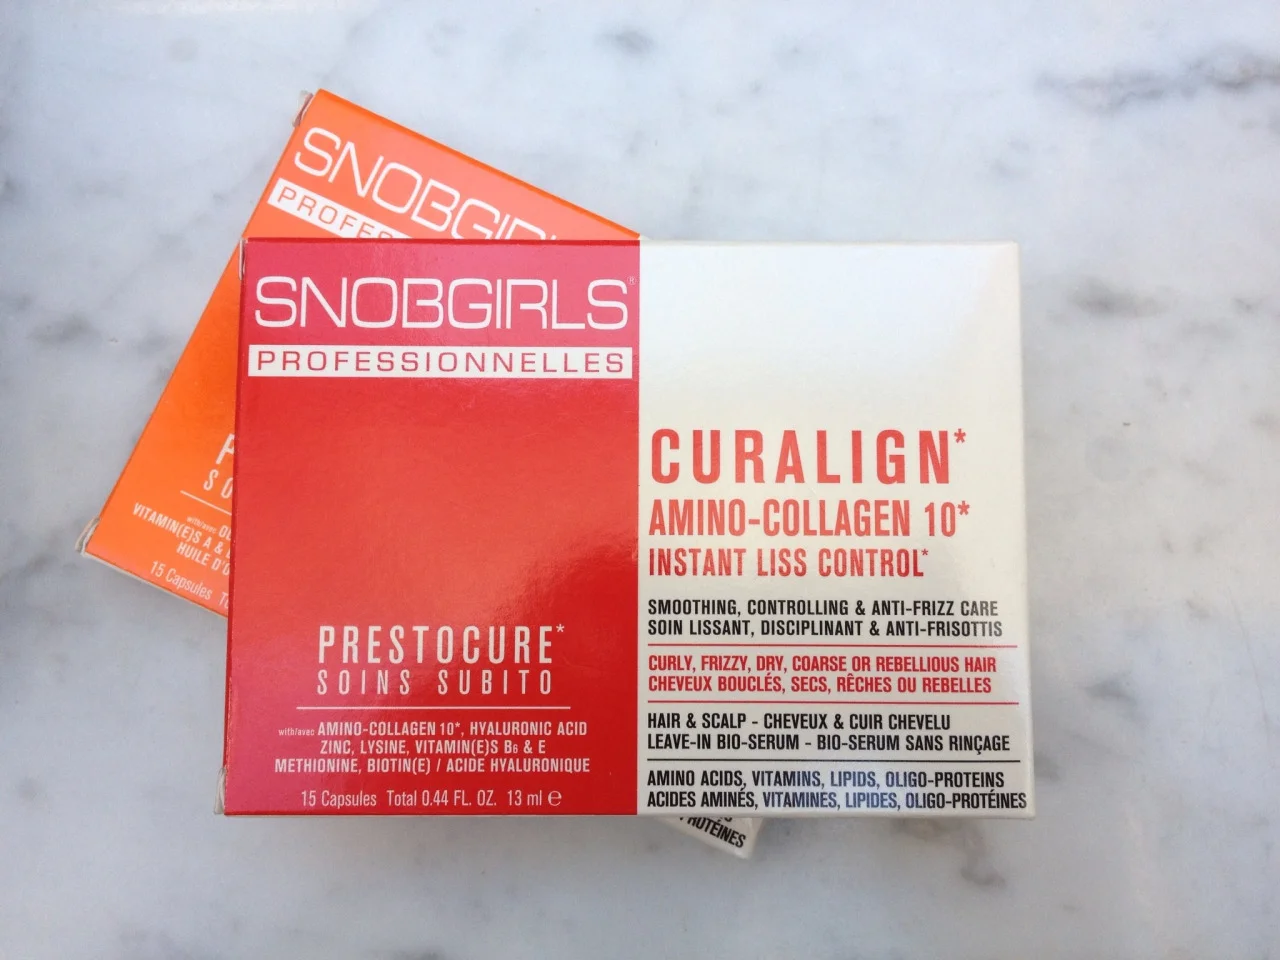 SNOBGIRLS
PROFES
SNOBGIRLS®
PROFESSIONNELLES
PRESTOCURE*
SOINS SUBITO
with/avec AMINO-COLLAGEN 10*, HYALURONIC ACID
ZINC, LYSINE, VITAMIN(E)S B6 & E
METHIONINE, BIOTIN(E) / ACIDE HYALURONIQUE
15 Capsules Total 0.44 FL. OZ. 13 ml ℮
CURALIGN*
AMINO-COLLAGEN 10*
INSTANT LISS CONTROL*
SMOOTHING, CONTROLLING & ANTI-FRIZZ CARE
SOIN LISSANT, DISCIPLINANT & ANTI-FRISOTTIS
CURLY, FRIZZY, DRY, COARSE OR REBELLIOUS HAIR
CHEVEUX BOUCLÉS, SECS, RÊCHES OU REBELLES
HAIR & SCALP - CHEVEUX & CUIR CHEVELU
LEAVE-IN BIO-SERUM - BIO-SERUM SANS RINÇAGE
AMINO ACIDS, VITAMINS, LIPIDS, OLIGO-PROTEINS
ACIDES AMINÉS, VITAMINES, LIPIDES, OLIGO-PROTÉINES
P
SO
with/avec
VITAMIN(E)S A &
HUILE D'O
15 Capsules